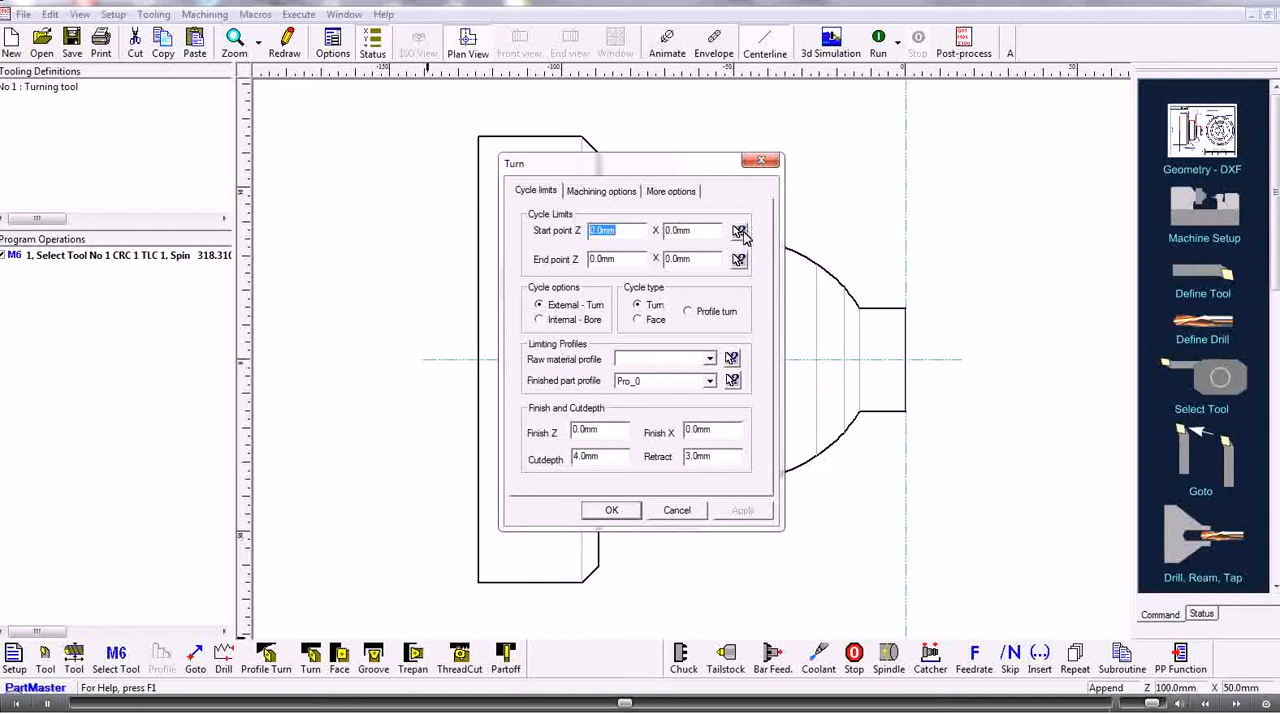 File Edit View Setup Tooling Machining Macros Execute Window Help
New Open Save Print Cut Copy Paste Zoom Redraw Options Status ISO View Plan View Front view End view Window Animate Envelope Centerline 3d Simulation Run Stop Post-process A
Tooling Definitions
No 1 : Turning tool
Program Operations
M6 1, Select Tool No 1 CRC 1 TLC 1, Spin 318.310
-100
-50
0
50
Turn
Cycle limits Machining options More options
Cycle Limits
Start point Z 0.0mm X 0.0mm
End point Z 0.0mm X 0.0mm
Cycle options
External - Turn
Internal - Bore
Cycle type
Turn
Face
Profile turn
Limiting Profiles
Raw material profile
Finished part profile Pro_0
Finish and Cutdepth
Finish Z 0.0mm Finish X 0.0mm
Cutdepth 4.0mm Retract 3.0mm
OK Cancel Apply
Geometry - DXF
Machine Setup
Define Tool
Define Drill
Select Tool
Goto
Drill, Ream, Tap
Command Status
M6 F /N (..)
Setup Tool Tool Select Tool Profile Goto Drill Profile Turn Turn Face Groove Trepan ThreadCut Partoff Chuck Tailstock Bar Feed. Coolant Stop Spindle Catcher Feedrate Skip Insert Repeat Subroutine PP Function
PartMaster For Help, press F1 Append Z 100.0mm X 50.0mm